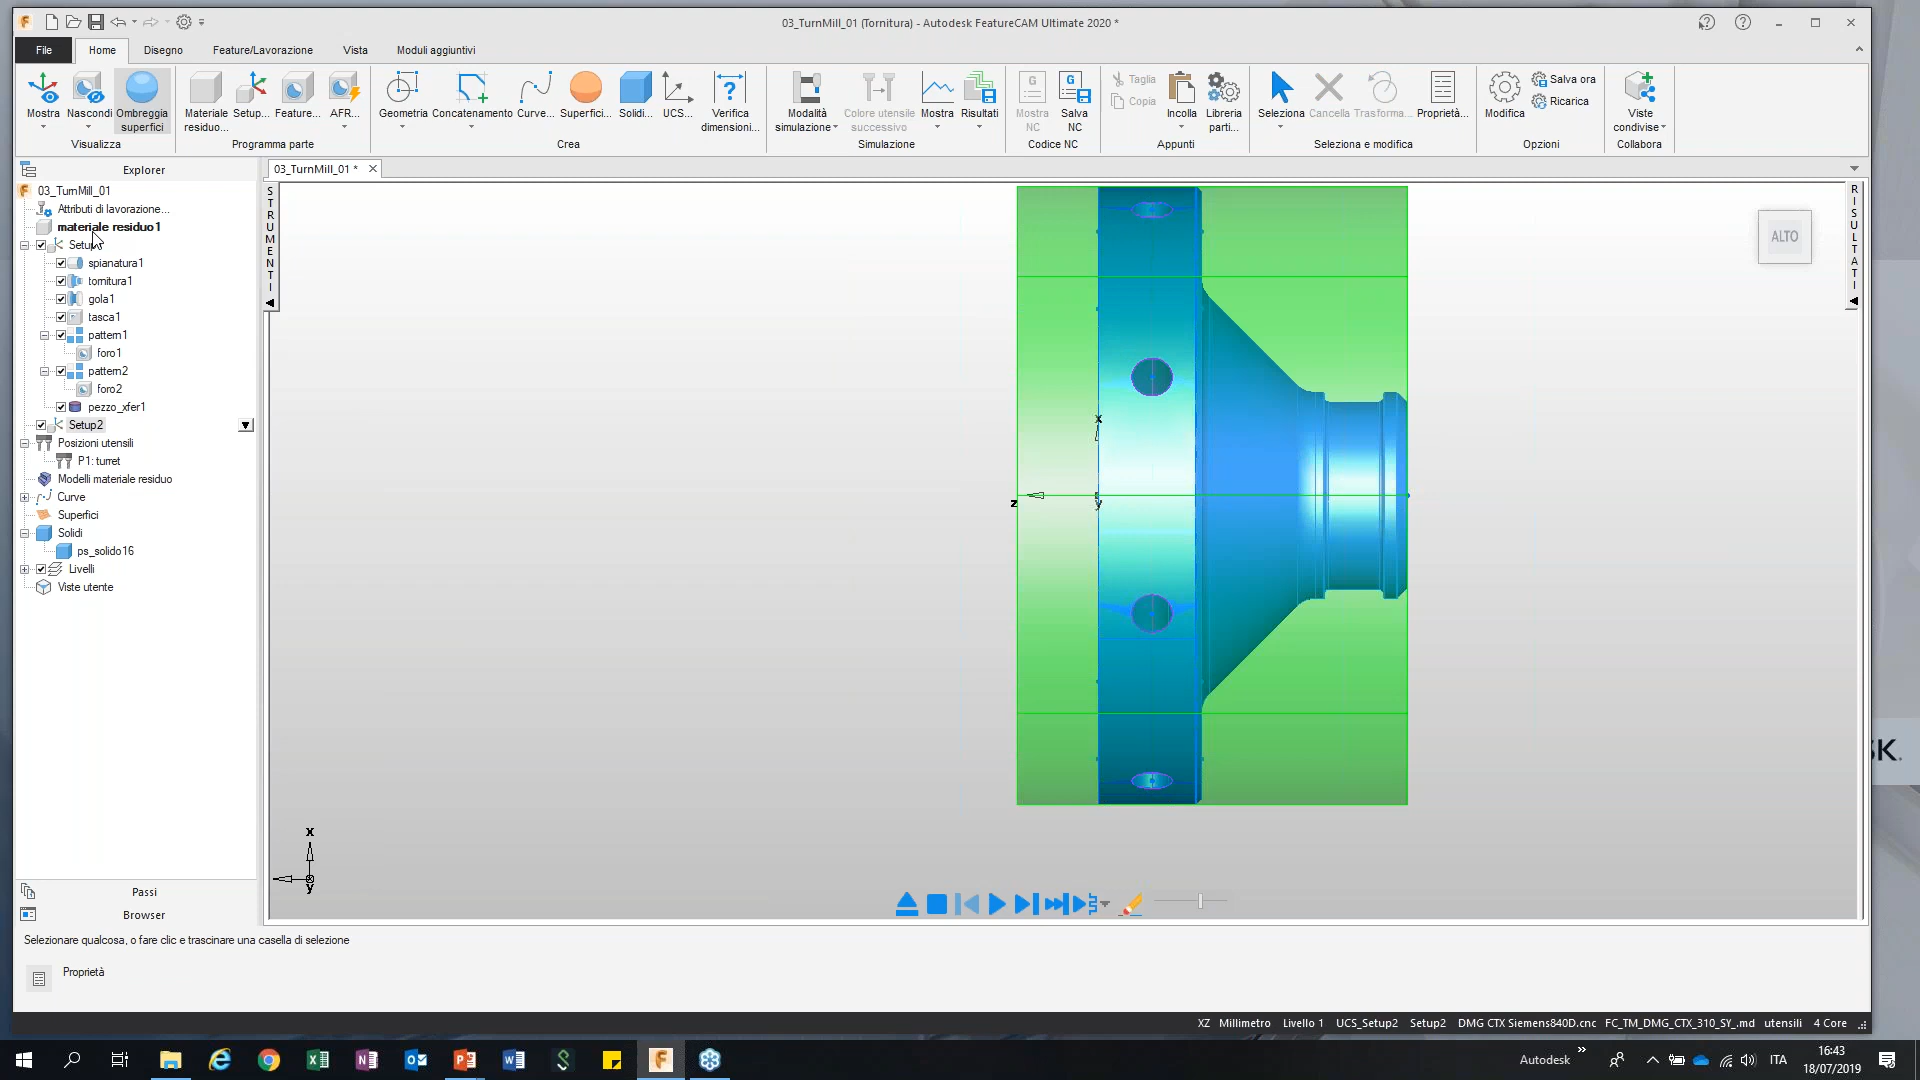 03_TurnMill_01 (Tornitura) - Autodesk FeatureCAM Ultimate 2020 *
File
Home
Disegno
Feature/Lavorazione
Vista
Moduli aggiuntivi
Mostra
Nascondi
Ombreggia superfici
Visualizza
Materiale residuo...
Setup...
Feature...
AFR...
Programma parte
Geometria
Concatenamento
Curve...
Superfici...
Solidi...
UCS...
Verifica dimensioni...
Crea
Modalità simulazione
Colore utensile successivo
Mostra
Risultati
Simulazione
Mostra NC
Salva NC
Codice NC
Taglia
Copia
Incolla
Libreria parti...
Appunti
Seleziona
Cancella
Trasforma...
Proprietà...
Seleziona e modifica
Modifica
Salva ora
Ricarica
Opzioni
Viste condivise
Collabora
Explorer
03_TurnMill_01
Attributi di lavorazione...
materiale residuo1
Setup
spianatura1
tornitura1
gola1
tasca1
pattern1
foro1
pattern2
foro2
pezzo_xfer1
Setup2
Posizioni utensili
P1: turret
Modelli materiale residuo
Curve
Superfici
Solidi
ps_solido16
Livelli
Viste utente
Passi
Browser
03_TurnMill_01 *
STRUMENTI
RISULTATI
ALTO
x
z
y
x
y
Selezionare qualcosa, o fare clic e trascinare una casella di selezione
Proprietà
XZ Millimetro Livello 1 UCS_Setup2 Setup2 DMG CTX Siemens840D.cnc FC_TM_DMG_CTX_310_SY_.md utensili 4 Core
SK.
Autodesk
ITA
16:43
18/07/2019